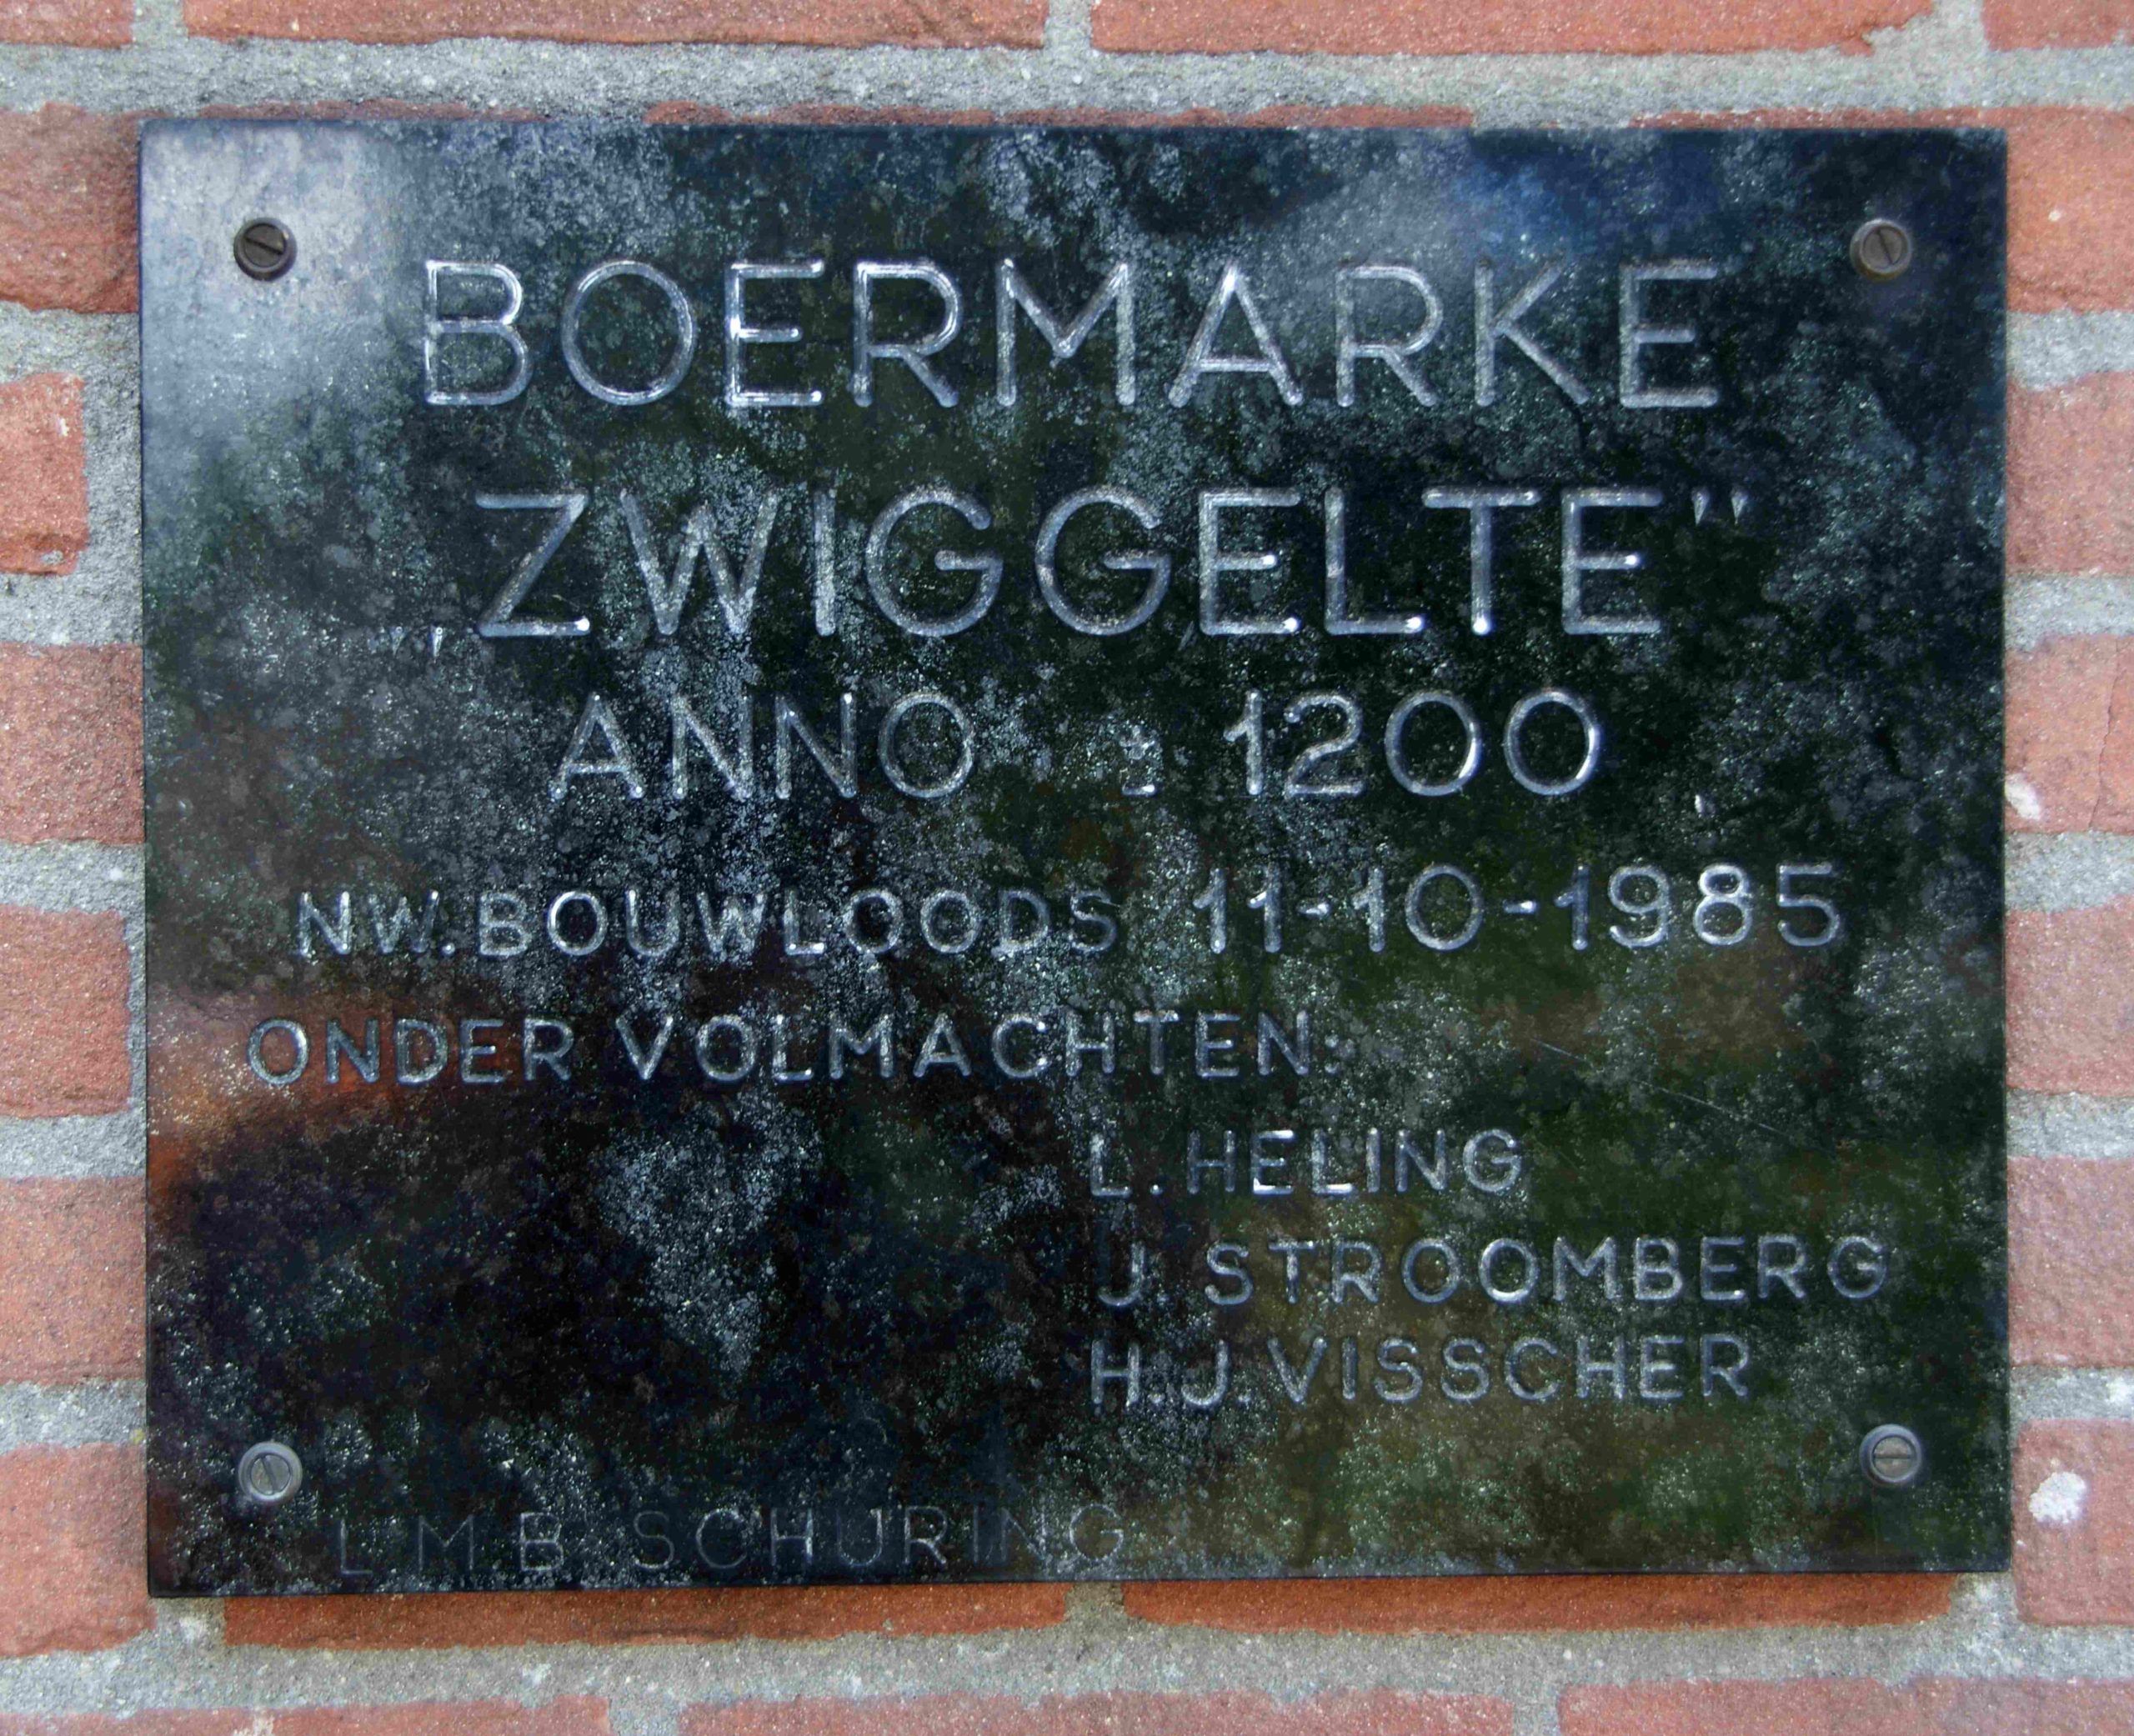 BOERMARKE
„ZWIGGELTE"
ANNO ± 1200
NW. BOUWLOODS 11-10-1985
ONDER VOLMACHTEN:
L. HELING
J. STROOMBERG
H.J. VISSCHER
L.M.B. SCHURING